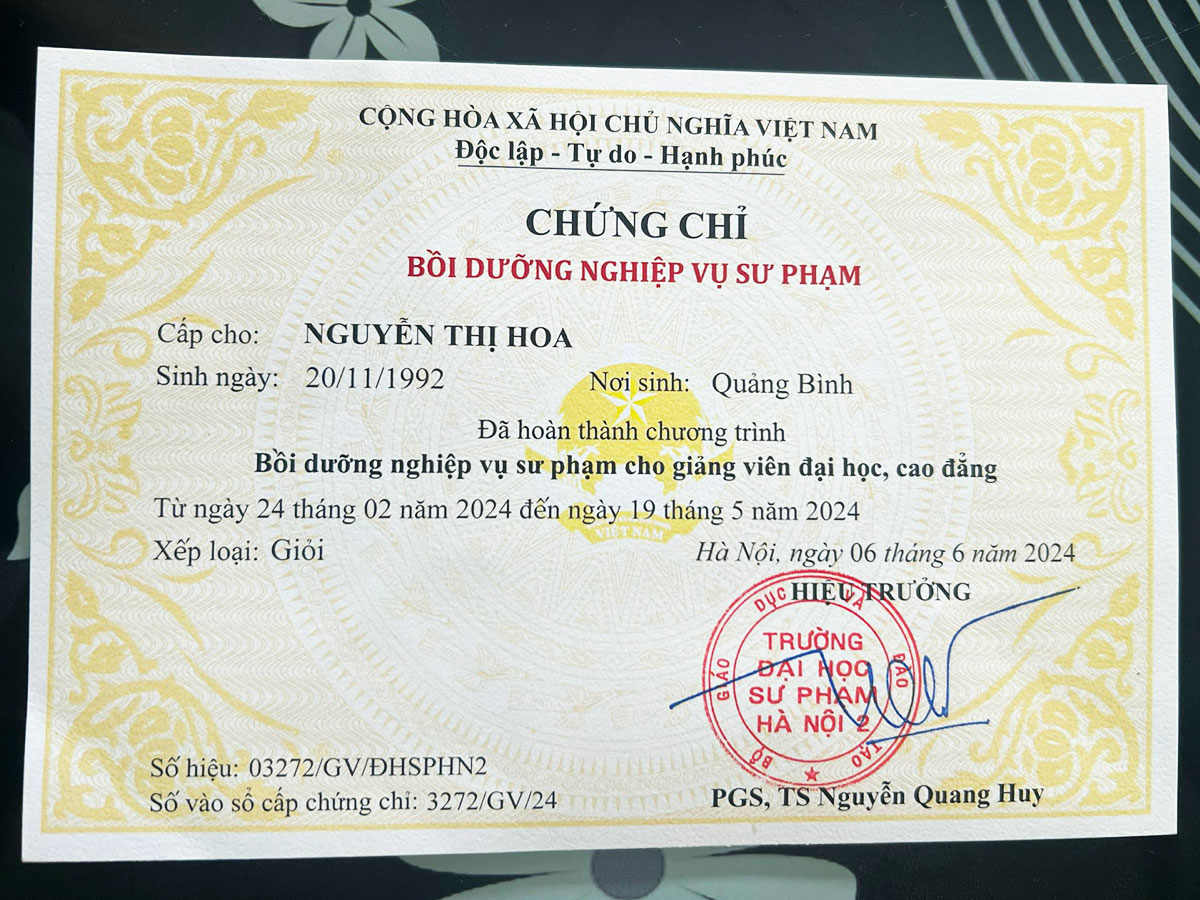 CỘNG HÒA XÃ HỘI CHỦ NGHĨA VIỆT NAM
Độc lập - Tự do - Hạnh phúc
CHỨNG CHỈ
BỒI DƯỠNG NGHIỆP VỤ SƯ PHẠM
Cấp cho: NGUYỄN THỊ HOA
Sinh ngày: 20/11/1992 Nơi sinh: Quảng Bình
Đã hoàn thành chương trình
Bồi dưỡng nghiệp vụ sư phạm cho giảng viên đại học, cao đẳng
VIỆT NAM
Từ ngày 24 tháng 02 năm 2024 đến ngày 19 tháng 5 năm 2024
Xếp loại: Giỏi
Hà Nội, ngày 06 tháng 6 năm 2024
HIỆU TRƯỞNG
BỘ GIÁO DỤC VÀ ĐÀO TẠO
TRƯỜNG
ĐẠI HỌC
SƯ PHẠM
HÀ NỘI 2
Số hiệu: 03272/GV/ĐHSPHN2
Số vào sổ cấp chứng chỉ: 3272/GV/24
PGS, TS Nguyễn Quang Huy